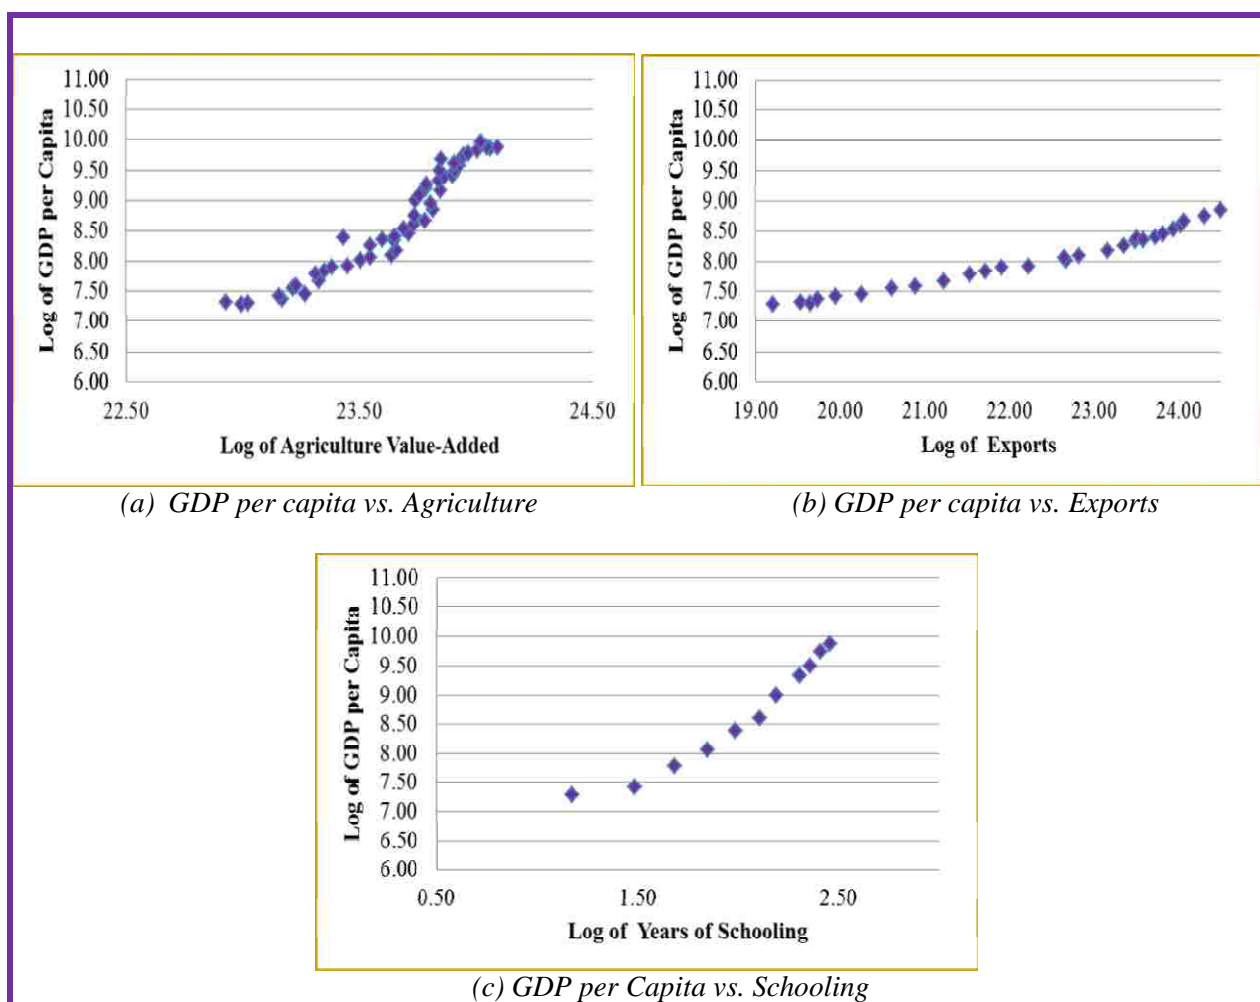 11.00
10.50
10.00
9.50
9.00
8.50
8.00
7.50
7.00
6.50
6.00
Log of GDP per Capita
22.50 23.50 24.50
Log of Agriculture Value-Added
(a) GDP per capita vs. Agriculture
11.00
10.50
10.00
9.50
9.00
8.50
8.00
7.50
7.00
6.50
6.00
Log of GDP per Capita
19.00 20.00 21.00 22.00 23.00 24.00
Log of Exports
(b) GDP per capita vs. Exports
11.00
10.50
10.00
9.50
9.00
8.50
8.00
7.50
7.00
6.50
6.00
Log of GDP per Capita
0.50 1.50 2.50
Log of Years of Schooling
(c) GDP per Capita vs. Schooling